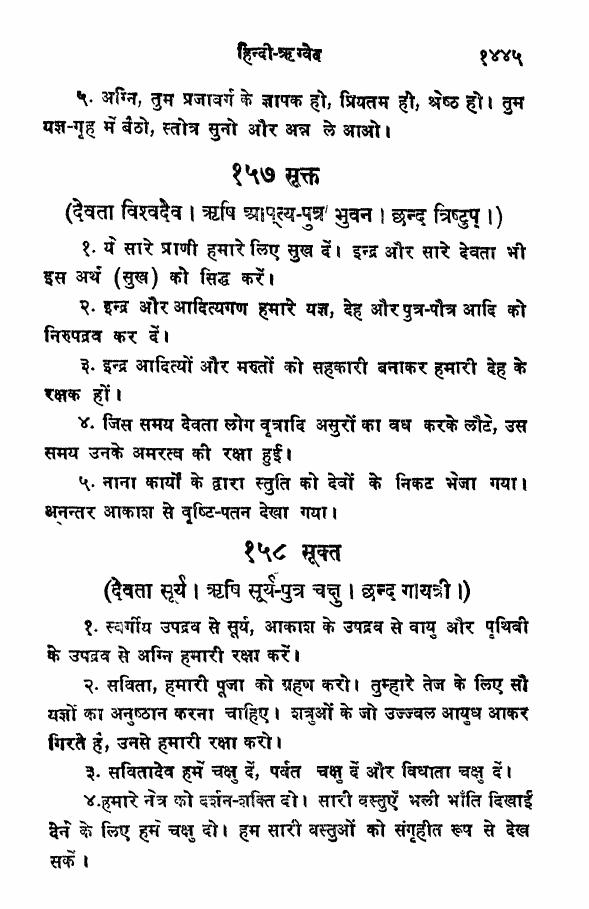 हिन्दी-ऋग्वेद १४४५
५. अग्नि, तुम प्रजावर्ग के ज्ञापक हो, प्रियतम हो, श्रेष्ठ हो। तुम
यज्ञ-गृह में बैठो, स्तोत्र सुनो और अन्न ले आओ।
१५७ सूक्त
(देवता विश्वदैव। ऋषि आप्त्य-पुत्र भुवन। छन्द त्रिष्टुप्।)
१. ये सारे प्राणी हमारे लिए सुख दें। इन्द्र और सारे देवता भी
इस अर्थ (सुख) को सिद्ध करें।
२. इन्द्र और आदित्यगण हमारे यज्ञ, देह और पुत्र-पौत्र आदि को
निरुपद्रव कर दें।
३. इन्द्र आदित्यों और मरुतों को सहकारी बनाकर हमारी देह के
रक्षक हों।
४. जिस समय देवता लोग वृत्रादि असुरों का वध करके लौटे, उस
समय उनके अमरत्व की रक्षा हुई।
५. नाना कार्यों के द्वारा स्तुति को देवों के निकट भेजा गया।
अनन्तर आकाश से वृष्टि-पतन देखा गया।
१५८ सूक्त
(देवता सूर्य। ऋषि सूर्य-पुत्र चक्षु। छन्द गायत्री।)
१. स्वर्गीय उपद्रव से सूर्य, आकाश के उपद्रव से वायु और पृथिवी
के उपद्रव से अग्नि हमारी रक्षा करें।
२. सविता, हमारी पूजा को ग्रहण करो। तुम्हारे तेज के लिए सौ
यज्ञों का अनुष्ठान करना चाहिए। शत्रुओं के जो उज्ज्वल आयुध आकर
गिरते हैं, उनसे हमारी रक्षा करो।
३. सवितादेव हमें चक्षु दें, पर्वत चक्षु दें और विधाता चक्षु दें।
४.हमारे नेत्र को दर्शन-शक्ति दो। सारी वस्तुएँ भली भाँति दिखाई
देने के लिए हमें चक्षु दो। हम सारी वस्तुओं को संगृहीत रूप से देख
सकें।